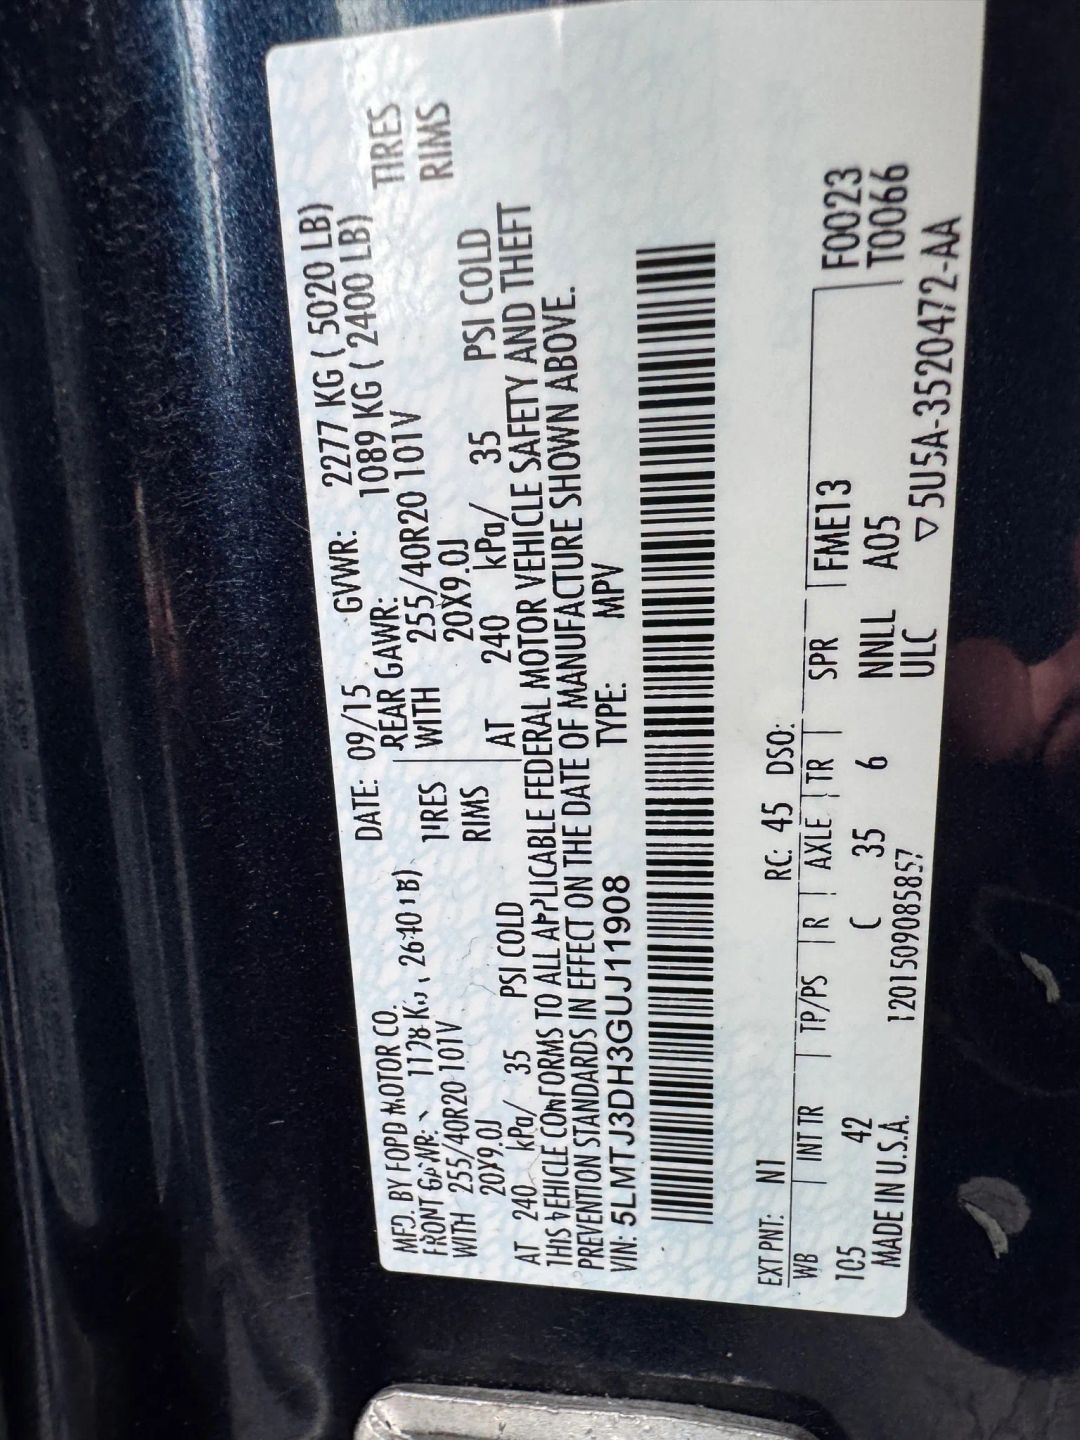 MFD. BY FORD MOTOR CO. DATE: 09/15 GVWR: 2277 KG ( 5020 LB)
FRONT GAWR: REAR GAWR: 1089 KG ( 2400 LB)
WITH 255/40R20 101V TIRES WITH 255/40R20 101V TIRES
20X9.0J RIMS 20X9.0J RIMS
AT 240 kPa/ 35 PSI COLD AT 240 kPa/ 35 PSI COLD
THIS VEHICLE CONFORMS TO ALL APPLICABLE FEDERAL MOTOR VEHICLE SAFETY AND THEFT
PREVENTION STANDARDS IN EFFECT ON THE DATE OF MANUFACTURE SHOWN ABOVE.
VIN: 5LMTJ3DH3GUJ11908 TYPE: MPV
EXT PNT: N1 RC: 45 DSO:
WB INT TR TP/PS R AXLE TR SPR FME13 F0023
105 42 C 35 6 NNLL A05 T0066
MADE IN U.S.A. 1201509085857 ULC ▽5U5A-3520472-AA